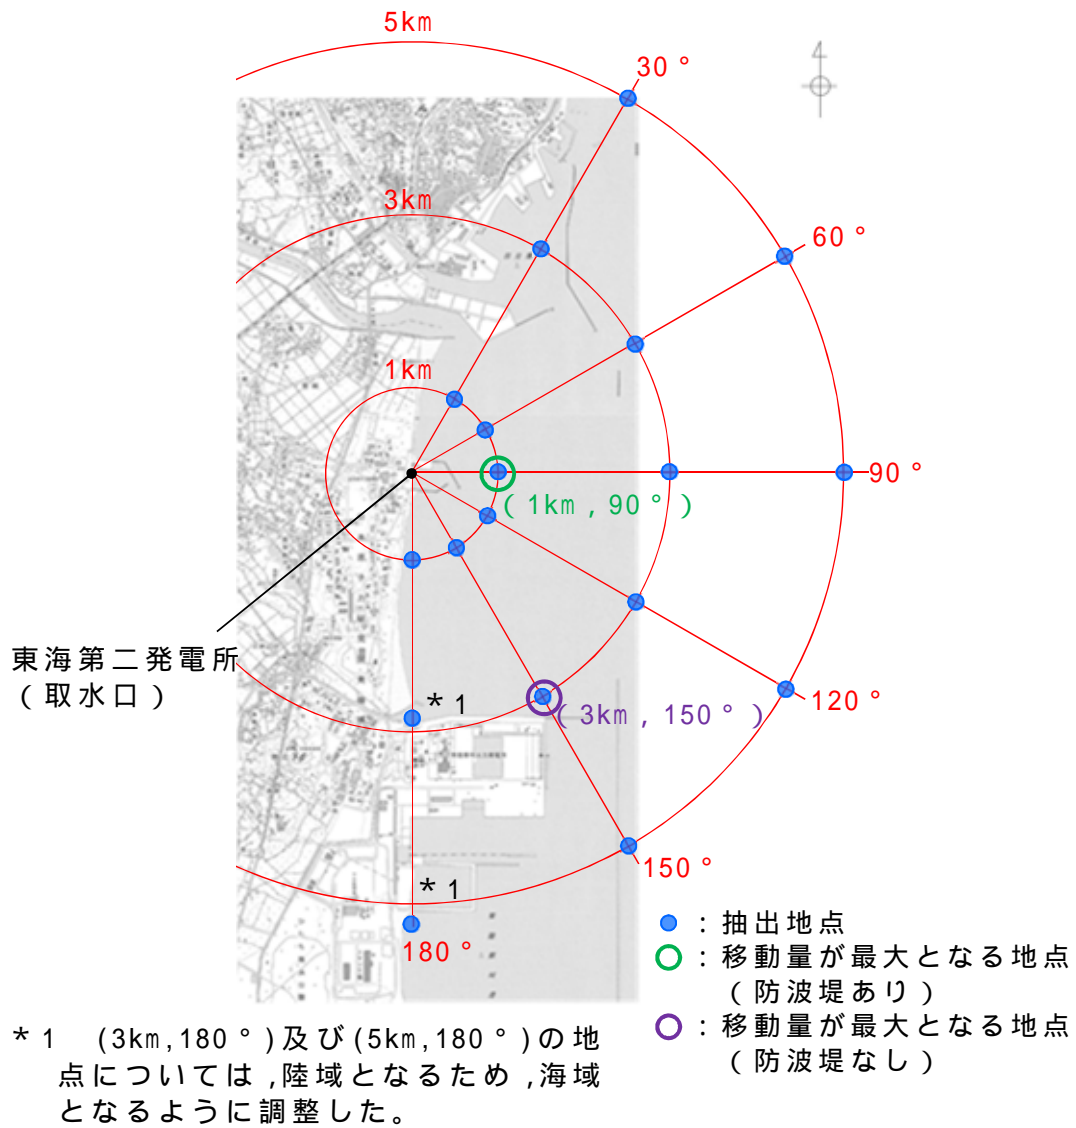 5km
30°
3km
60°
1km
90°
(1km,90°)
東海第二発電所
(取水口)
*1
(3km,150°)
120°
150°
*1
180°
:抽出地点
:移動量が最大となる地点
(防波堤あり)
:移動量が最大となる地点
(防波堤なし)
*1 (3km,180°)及び(5km,180°)の地
点については,陸域となるため,海域
となるように調整した。